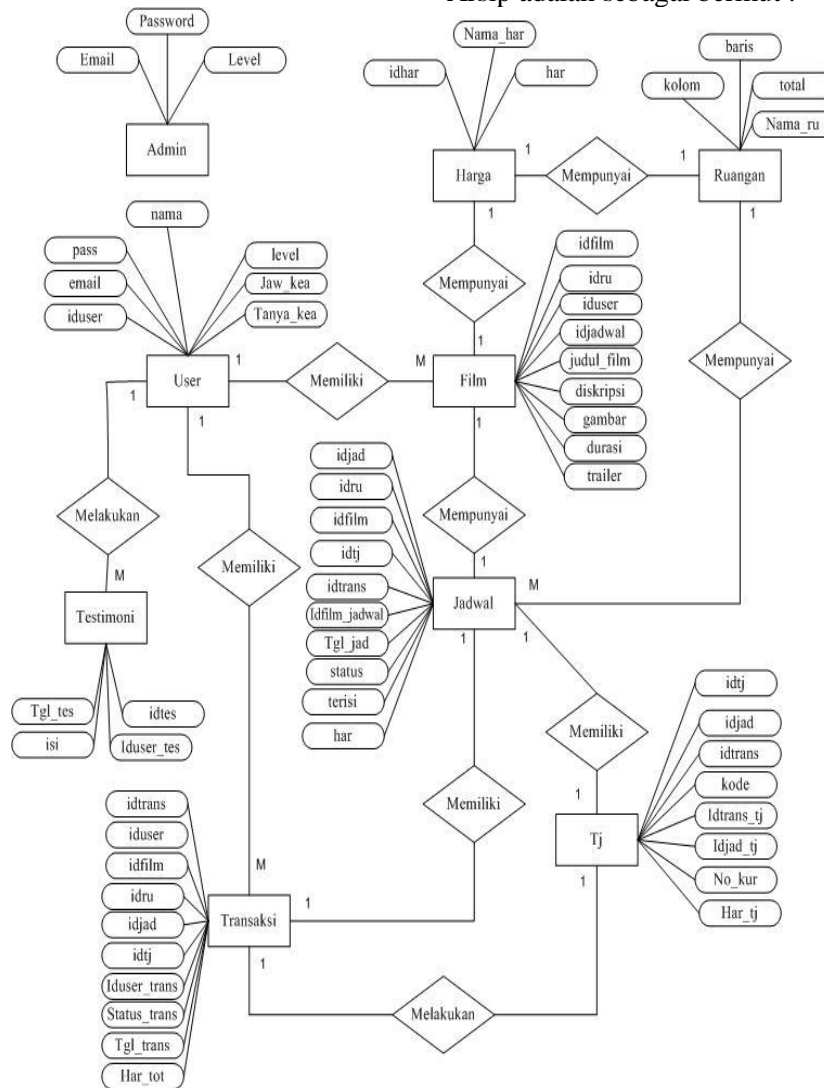 Arsip adalah sebagai berikut :
Password
Email
Level
Admin
Nama_har
idhar
har
Harga
1
Mempunyai
1
baris
kolom
total
Nama_ru
Ruangan
1
1
Mempunyai
1
Mempunyai
nama
pass
email
iduser
level
Jaw_kea
Tanya_kea
User
1
Memiliki
M
Film
idfilm
idru
iduser
idjadwal
judul_film
diskripsi
gambar
durasi
trailer
1
1
1
Melakukan
M
Testimoni
Tgl_tes
isi
idtes
Iduser_tes
Memiliki
M
Mempunyai
1
idjad
idru
idfilm
idtj
idtrans
Idfilm_jadwal
Tgl_jad
status
terisi
har
Jadwal
M
1
1
Memiliki
1
Memiliki
1
Tj
idtj
idjad
idtrans
kode
Idtrans_tj
Idjad_tj
No_kur
Har_tj
1
idtrans
iduser
idfilm
idru
idjad
idtj
Iduser_trans
Status_trans
Tgl_trans
Har_tot
Transaksi
1
Melakukan